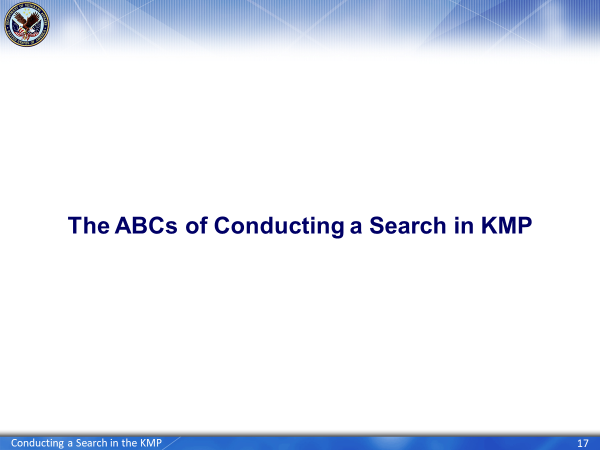 The ABCs of Conducting a Search in KMP
Conducting a Search in the KMP
17